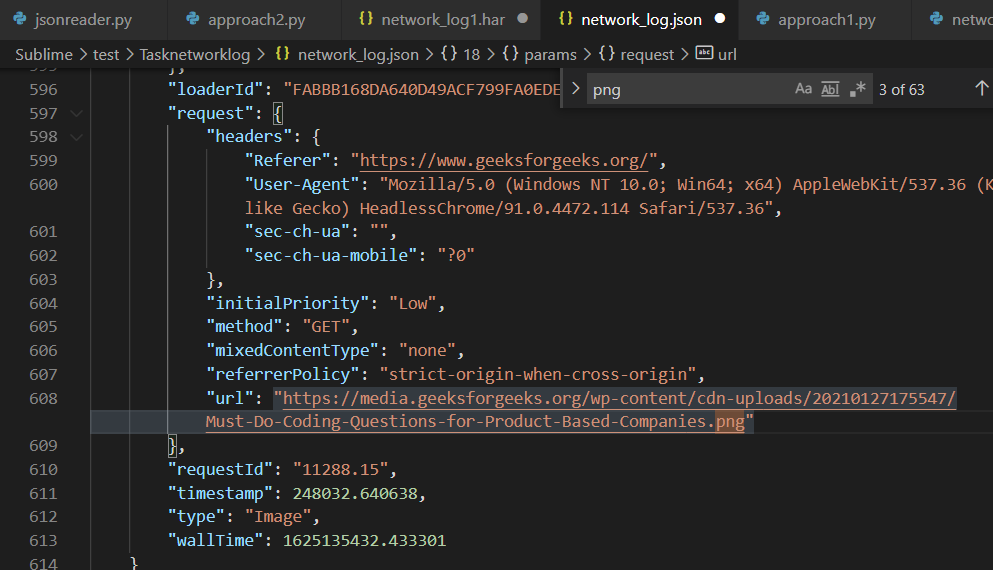 jsonreader.py approach2.py {} network_log1.har {} network_log.json approach1.py netwo
Sublime > test > Tasknetworklog > {} network_log.json > {} 18 > {} params > {} request > abc url
png Aa Abl .* 3 of 63
596 "loaderId": "FABBB168DA640D49ACF799FA0EDE
597 "request": {
598 "headers": {
599 "Referer": "https://www.geeksforgeeks.org/",
600 "User-Agent": "Mozilla/5.0 (Windows NT 10.0; Win64; x64) AppleWebKit/537.36 (K
like Gecko) HeadlessChrome/91.0.4472.114 Safari/537.36",
601 "sec-ch-ua": "",
602 "sec-ch-ua-mobile": "?0"
603 },
604 "initialPriority": "Low",
605 "method": "GET",
606 "mixedContentType": "none",
607 "referrerPolicy": "strict-origin-when-cross-origin",
608 "url": "https://media.geeksforgeeks.org/wp-content/cdn-uploads/20210127175547/
Must-Do-Coding-Questions-for-Product-Based-Companies.png"
609 },
610 "requestId": "11288.15",
611 "timestamp": 248032.640638,
612 "type": "Image",
613 "wallTime": 1625135432.433301
614 }